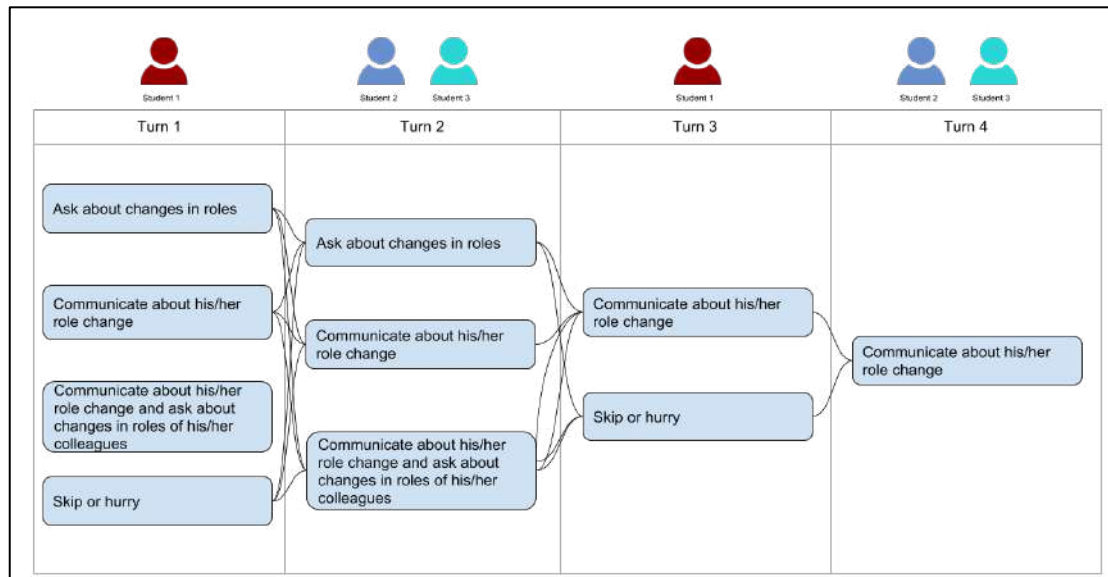 Student 1
Student 2
Student 3
Student 1
Student 2
Student 3
Turn 1
Turn 2
Turn 3
Turn 4
Ask about changes in roles
Communicate about his/her
role change
Communicate about his/her
role change and ask about
changes in roles of his/her
colleagues
Skip or hurry
Ask about changes in roles
Communicate about his/her
role change
Communicate about his/her
role change and ask about
changes in roles of his/her
colleagues
Communicate about his/her
role change
Skip or hurry
Communicate about his/her
role change